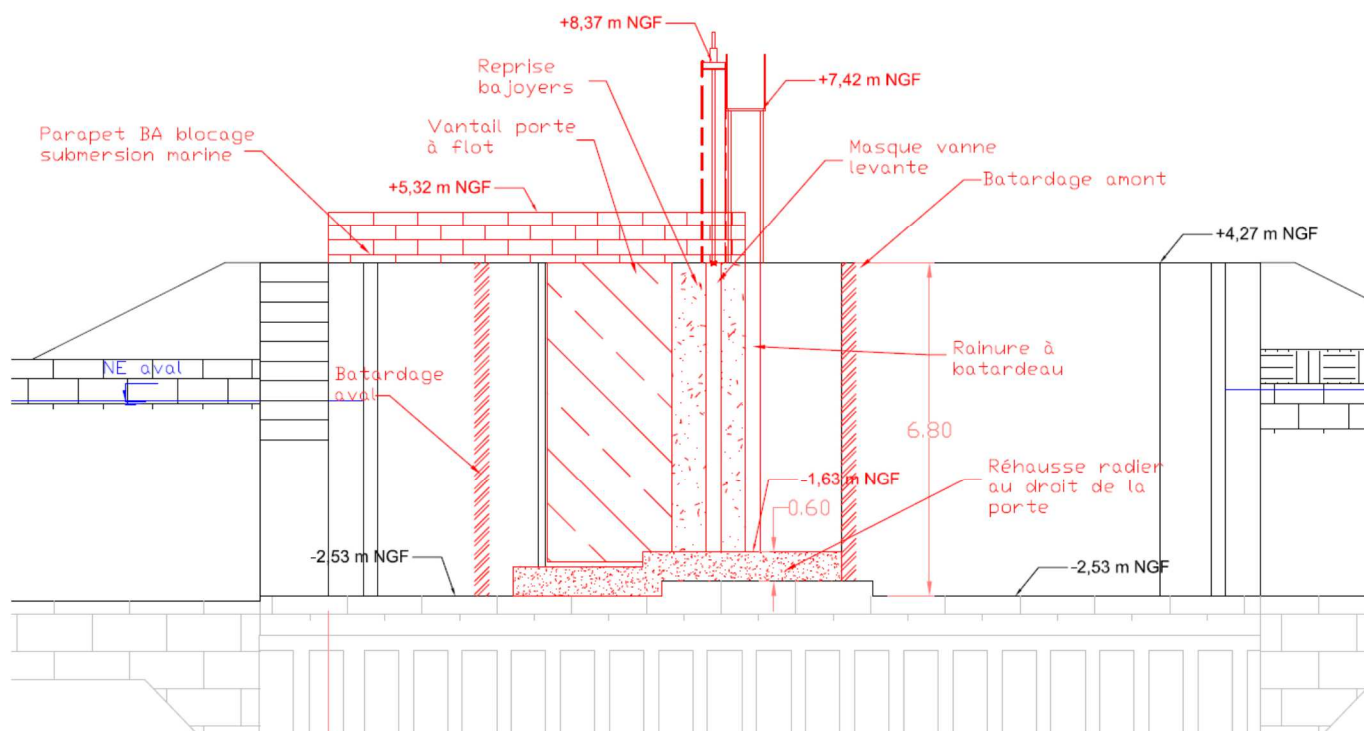 +8,37 m NGF
Reprise
bajoyers
+7,42 m NGF
Vantail porte
à flot
Parapet BA blocage
submersion marine
Masque vanne
levante
Batardage amont
+5,32 m NGF
+4,27 m NGF
NE aval
Batardage
aval
Rainure à
batardeau
6.80
-1,63 m NGF
Réhausse radier
au droit de la
porte
0.60
-2,53 m NGF
-2,53 m NGF